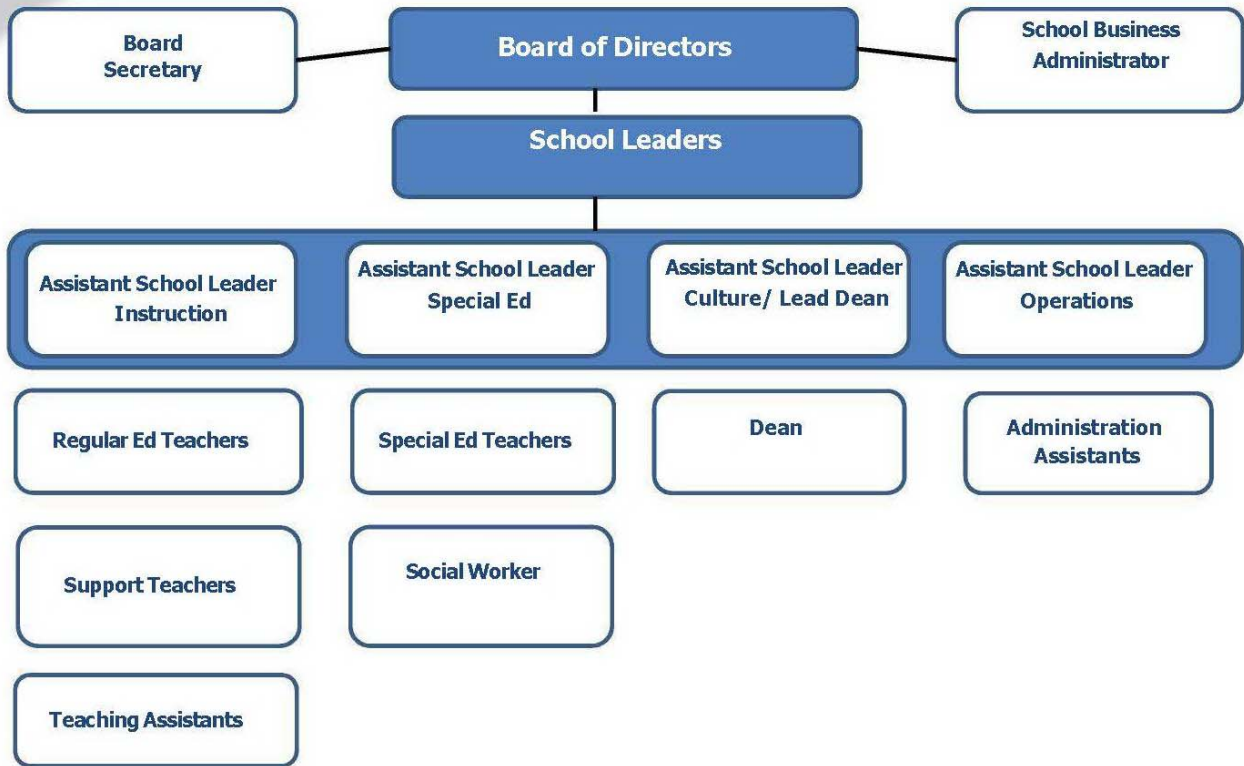 Board
Secretary
Board of Directors
School Business
Administrator
School Leaders
Assistant School Leader
Instruction
Assistant School Leader
Special Ed
Assistant School Leader
Culture/ Lead Dean
Assistant School Leader
Operations
Regular Ed Teachers
Special Ed Teachers
Dean
Administration
Assistants
Support Teachers
Social Worker
Teaching Assistants